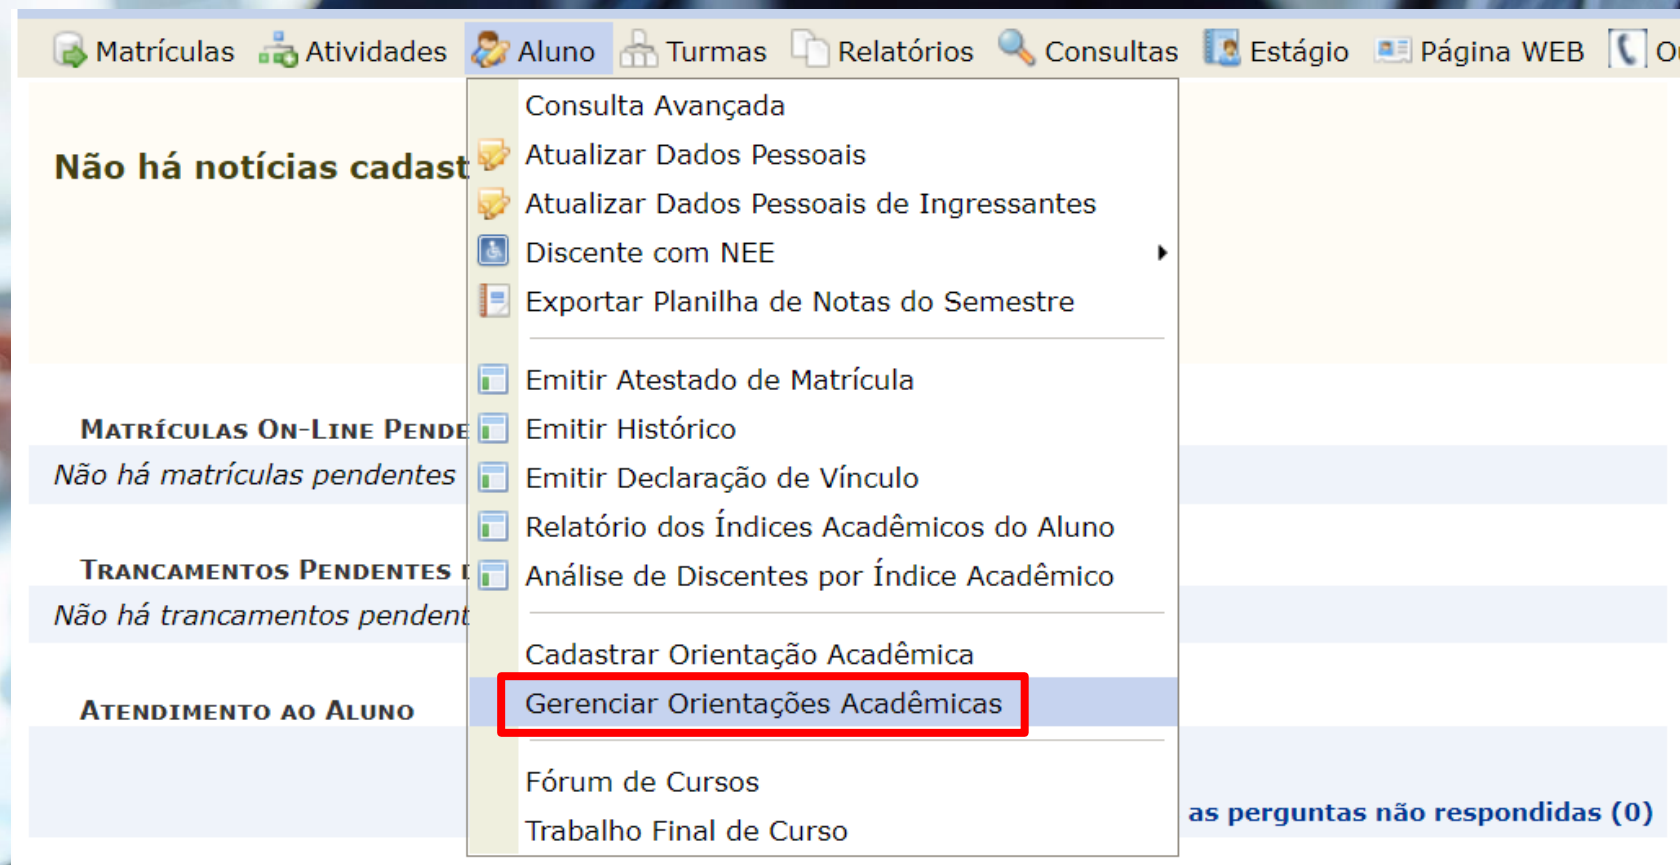 Matrículas Atividades Aluno Turmas Relatórios Consultas Estágio Página WEB
Não há notícias cadast
Consulta Avançada
Atualizar Dados Pessoais
Atualizar Dados Pessoais de Ingressantes
Discente com NEE
Exportar Planilha de Notas do Semestre
Emitir Atestado de Matrícula
Emitir Histórico
Emitir Declaração de Vínculo
Relatório dos Índices Acadêmicos do Aluno
Análise de Discentes por Índice Acadêmico
Cadastrar Orientação Acadêmica
Gerenciar Orientações Acadêmicas
Fórum de Cursos
Trabalho Final de Curso
MATRÍCULAS ON-LINE PENDE
Não há matrículas pendentes
TRANCAMENTOS PENDENTES
Não há trancamentos pendent
ATENDIMENTO AO ALUNO
as perguntas não respondidas (0)